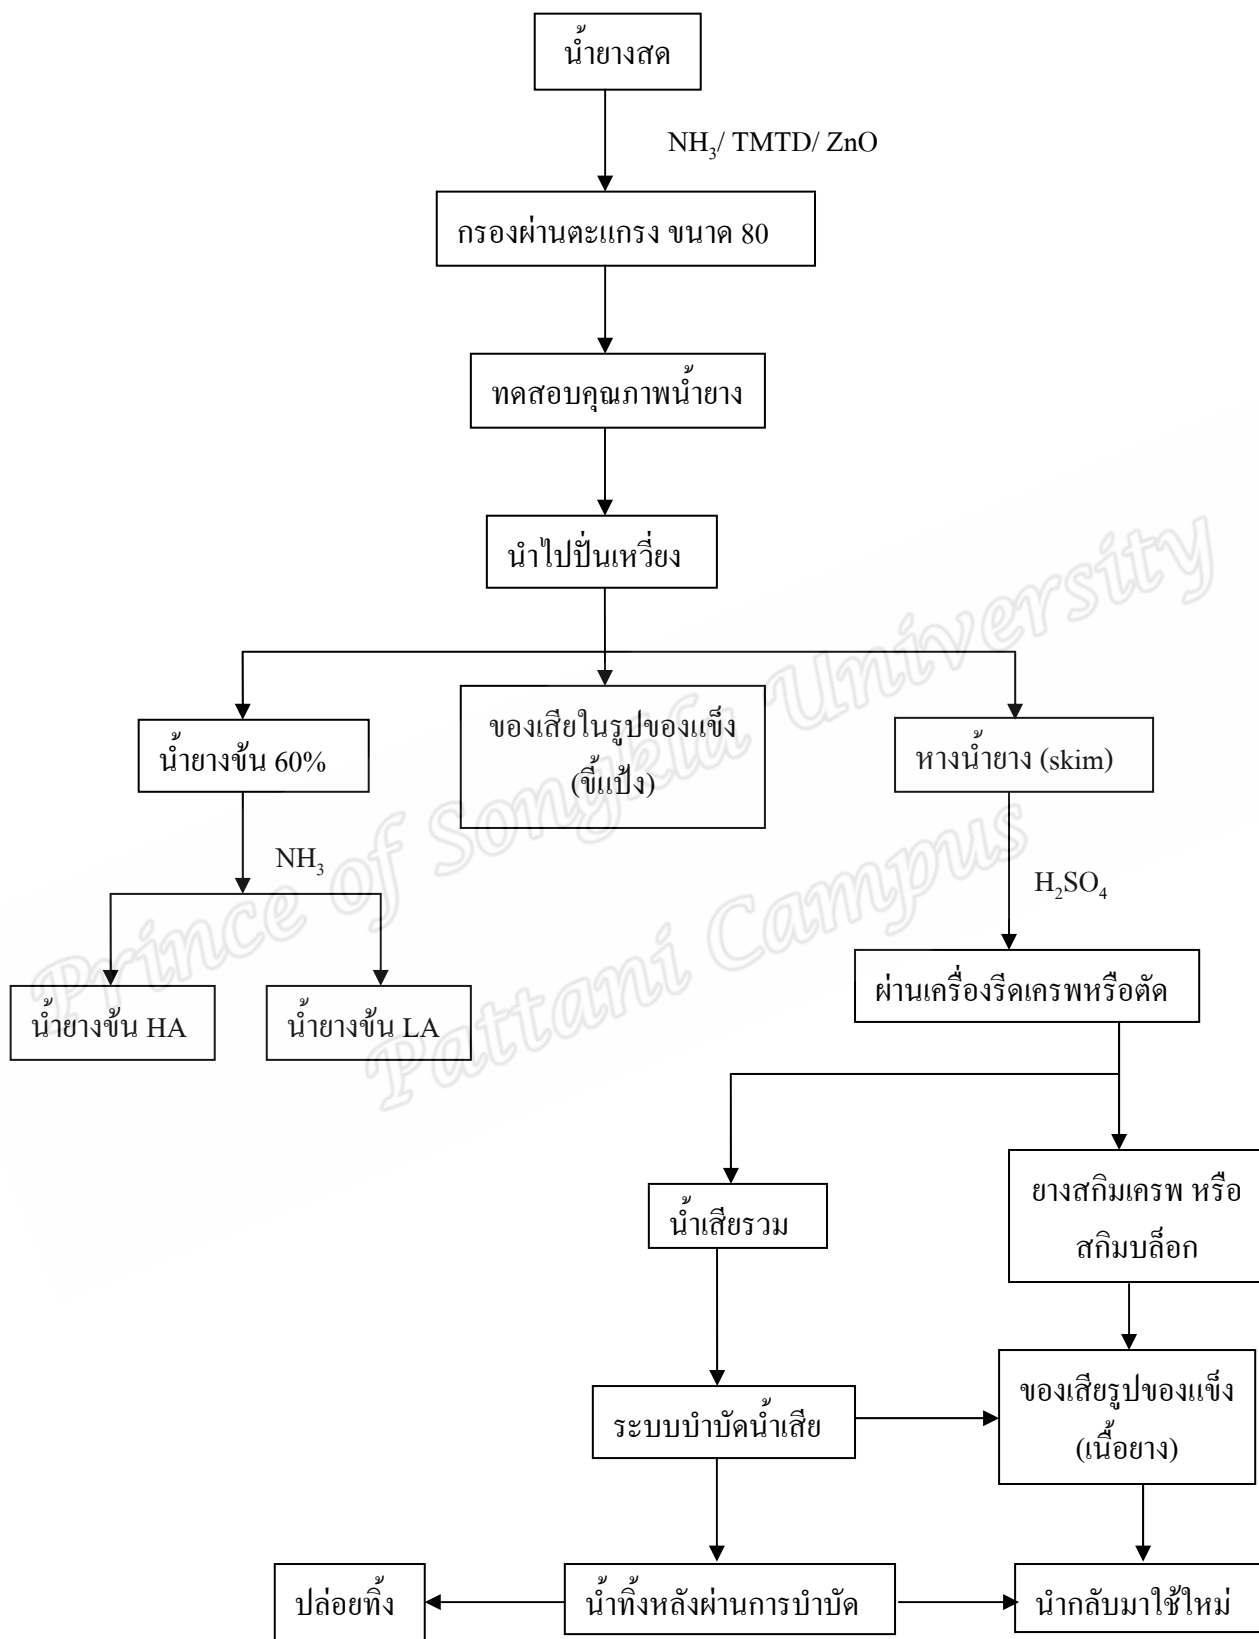 น้ำยางสด
NH3/ TMTD/ ZnO
กรองผ่านตะแกรง ขนาด 80
ทดสอบคุณภาพน้ำยาง
นำไปปั่นเหวี่ยง
น้ำยางข้น 60%
ของเสียในรูปของแข็ง
(ขี้แป้ง)
หางน้ำยาง (skim)
NH3
H2SO4
น้ำยางข้น HA
น้ำยางข้น LA
ผ่านเครื่องรีดเครพหรือตัด
น้ำเสียรวม
ยางสกิมเครพ หรือ
สกิมบล็อก
ระบบบำบัดน้ำเสีย
ของเสียรูปของแข็ง
(เนื้อยาง)
ปล่อยทิ้ง
น้ำทิ้งหลังผ่านการบำบัด
นำกลับมาใช้ใหม่
Prince of Songkla University
Pattani Campus